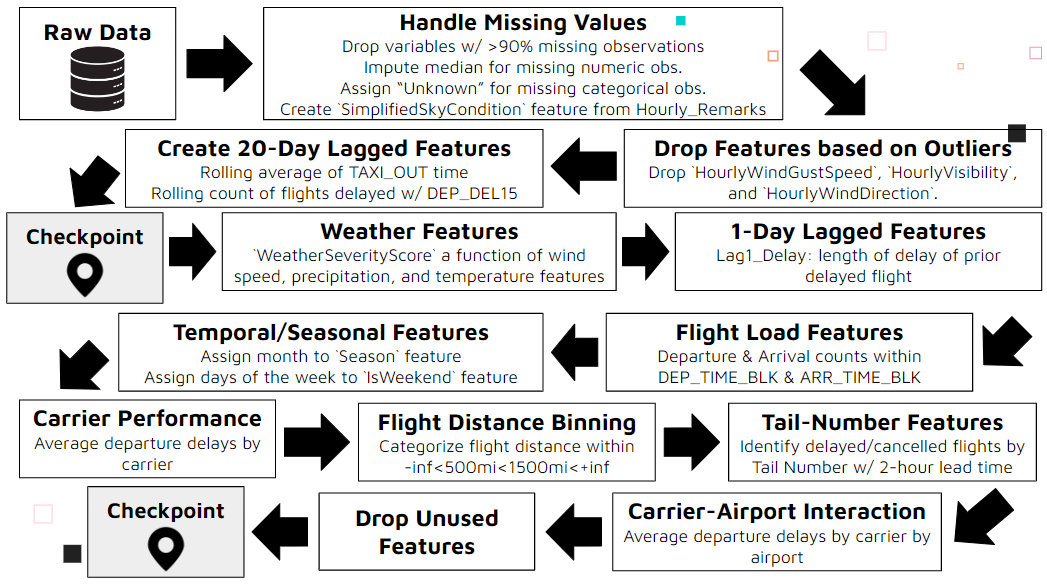 Raw Data
Handle Missing Values
Drop variables w/ >90% missing observations
Impute median for missing numeric obs.
Assign “Unknown” for missing categorical obs.
Create `SimplifiedSkyCondition` feature from Hourly_Remarks
Drop Features based on Outliers
Drop `HourlyWindGustSpeed`, `HourlyVisibility`,
and `HourlyWindDirection`.
Create 20-Day Lagged Features
Rolling average of TAXI_OUT time
Rolling count of flights delayed w/ DEP_DEL15
Checkpoint
Weather Features
`WeatherSeverityScore` a function of wind
speed, precipitation, and temperature features
1-Day Lagged Features
Lag1_Delay: length of delay of prior
delayed flight
Flight Load Features
Departure & Arrival counts within
DEP_TIME_BLK & ARR_TIME_BLK
Temporal/Seasonal Features
Assign month to `Season` feature
Assign days of the week to `IsWeekend` feature
Carrier Performance
Average departure delays by
carrier
Flight Distance Binning
Categorize flight distance within
-inf<500mi<1500mi<+inf
Tail-Number Features
Identify delayed/cancelled flights by
Tail Number w/ 2-hour lead time
Carrier-Airport Interaction
Average departure delays by carrier by
airport
Drop Unused
Features
Checkpoint